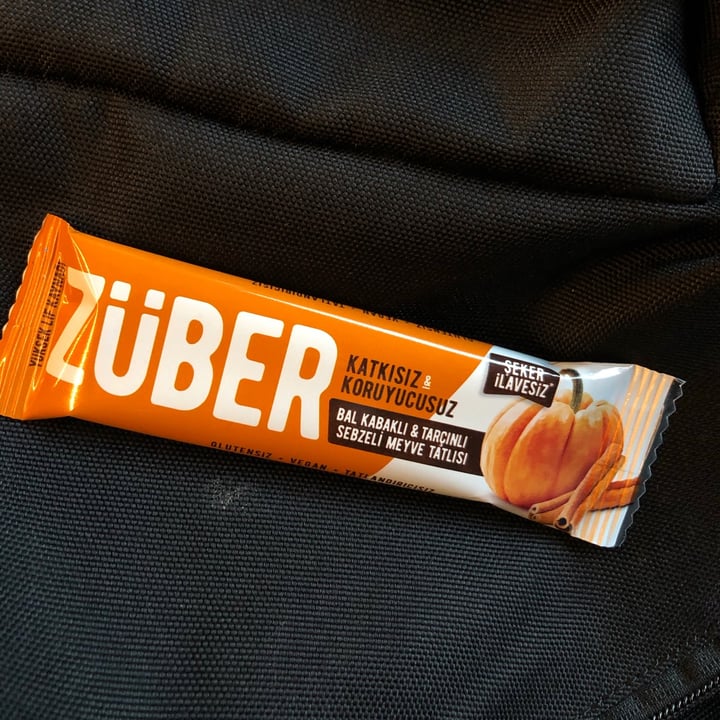 YÜKSEK LİF KAYNAĞI
ZÜBER
KATKISIZ &
KORUYUCUSUZ
ŞEKER
İLAVESİZ*
BAL KABAKLI & TARÇINLI
SEBZELİ MEYVE TATLISI
GLUTENSİZ - VEGAN - TATLANDIRICISIZ